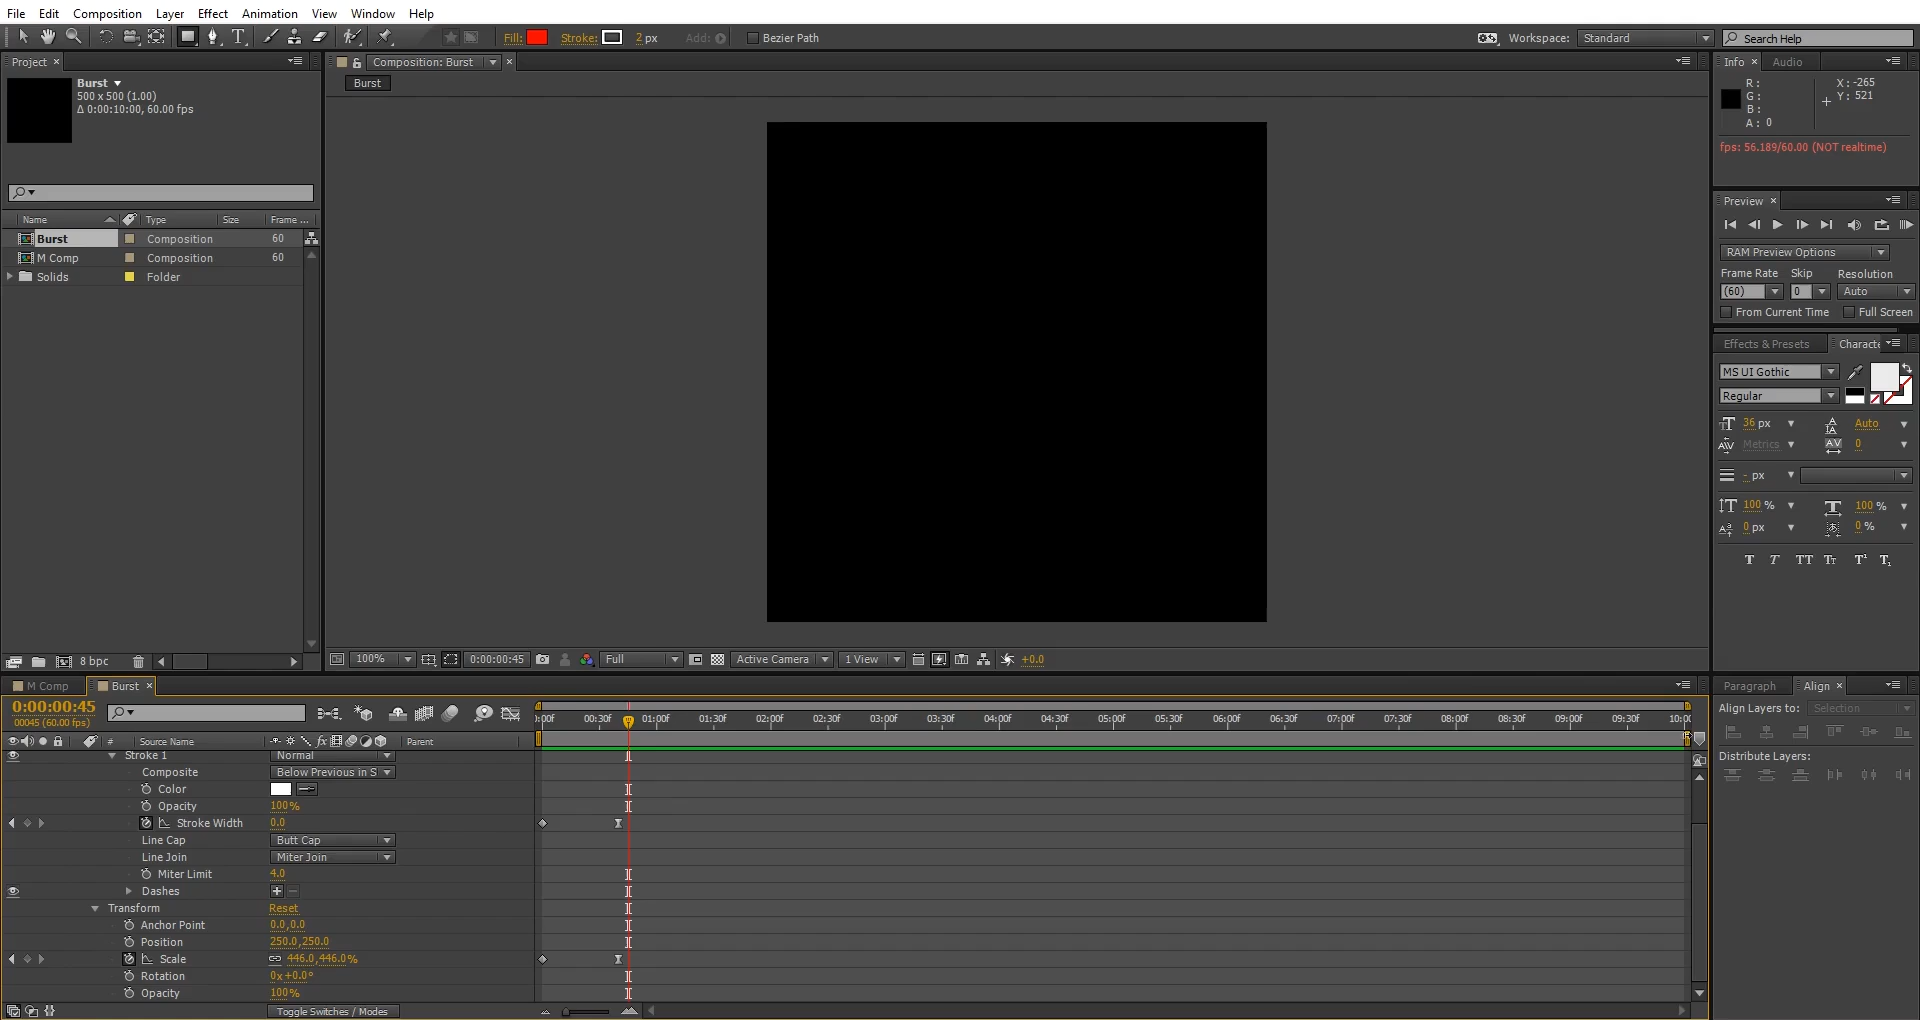 File Edit Composition Layer Effect Animation View Window Help
Fill: Stroke: 2 px Add: Bezier Path Workspace: Standard Search Help
Project × Composition: Burst × Info × Audio
Burst Burst
500 x 500 (1.00)
Δ 0:00:10:00, 60.00 fps
R: X: -265
G: Y: 521
B:
A: 0
fps: 56.189/60.00 (NOT realtime)
Name Type Size Frame ...
Burst Composition 60
M Comp Composition 60
Solids Folder
Preview ×
RAM Preview Options
Frame Rate Skip Resolution
(60) 0 Auto
From Current Time Full Screen
Effects & Presets Characte
MS UI Gothic
Regular
36 px Auto
Metrics 0
- px
100 % 100 %
0 px 0 %
T T TT Tт T¹ T₁
8 bpc 100% 0:00:00:45 Full Active Camera 1 View +0.0
M Comp Burst × Paragraph Align ×
0:00:00:45
00045 (60.00 fps)
):00f 00:30f 01:00f 01:30f 02:00f 02:30f 03:00f 03:30f 04:00f 04:30f 05:00f 05:30f 06:00f 06:30f 07:00f 07:30f 08:00f 08:30f 09:00f 09:30f 10:00
Align Layers to: Selection
Distribute Layers:
# Source Name fx Parent
Stroke 1 Normal
Composite Below Previous in S
Color
Opacity 100%
Stroke Width 0.0
Line Cap Butt Cap
Line Join Miter Join
Miter Limit 4.0
Dashes + −
Transform Reset
Anchor Point 0.0,0.0
Position 250.0,250.0
Scale 446.0,446.0%
Rotation 0x+0.0°
Opacity 100%
Toggle Switches / Modes